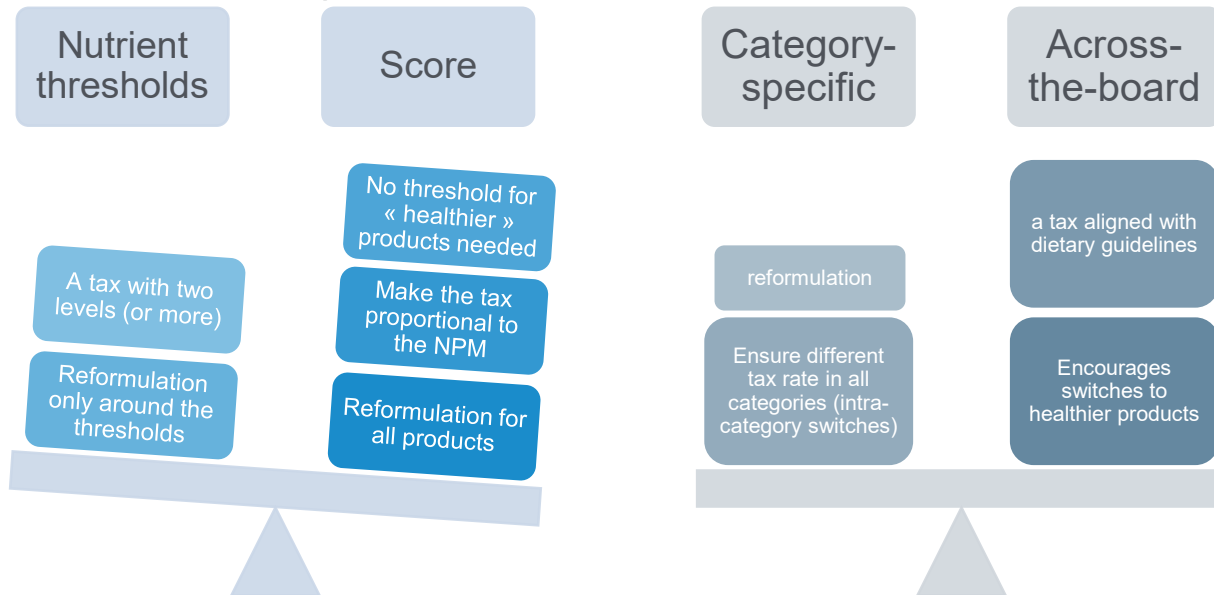 Nutrient
thresholds
Score
No threshold for
« healthier »
products needed
A tax with two
levels (or more)
Make the tax
proportional to
the NPM
Reformulation
only around the
thresholds
Reformulation for
all products
Category-
specific
Across-
the-board
reformulation
a tax aligned with
dietary guidelines
Ensure different
tax rate in all
categories (intra-
category switches)
Encourages
switches to
healthier products